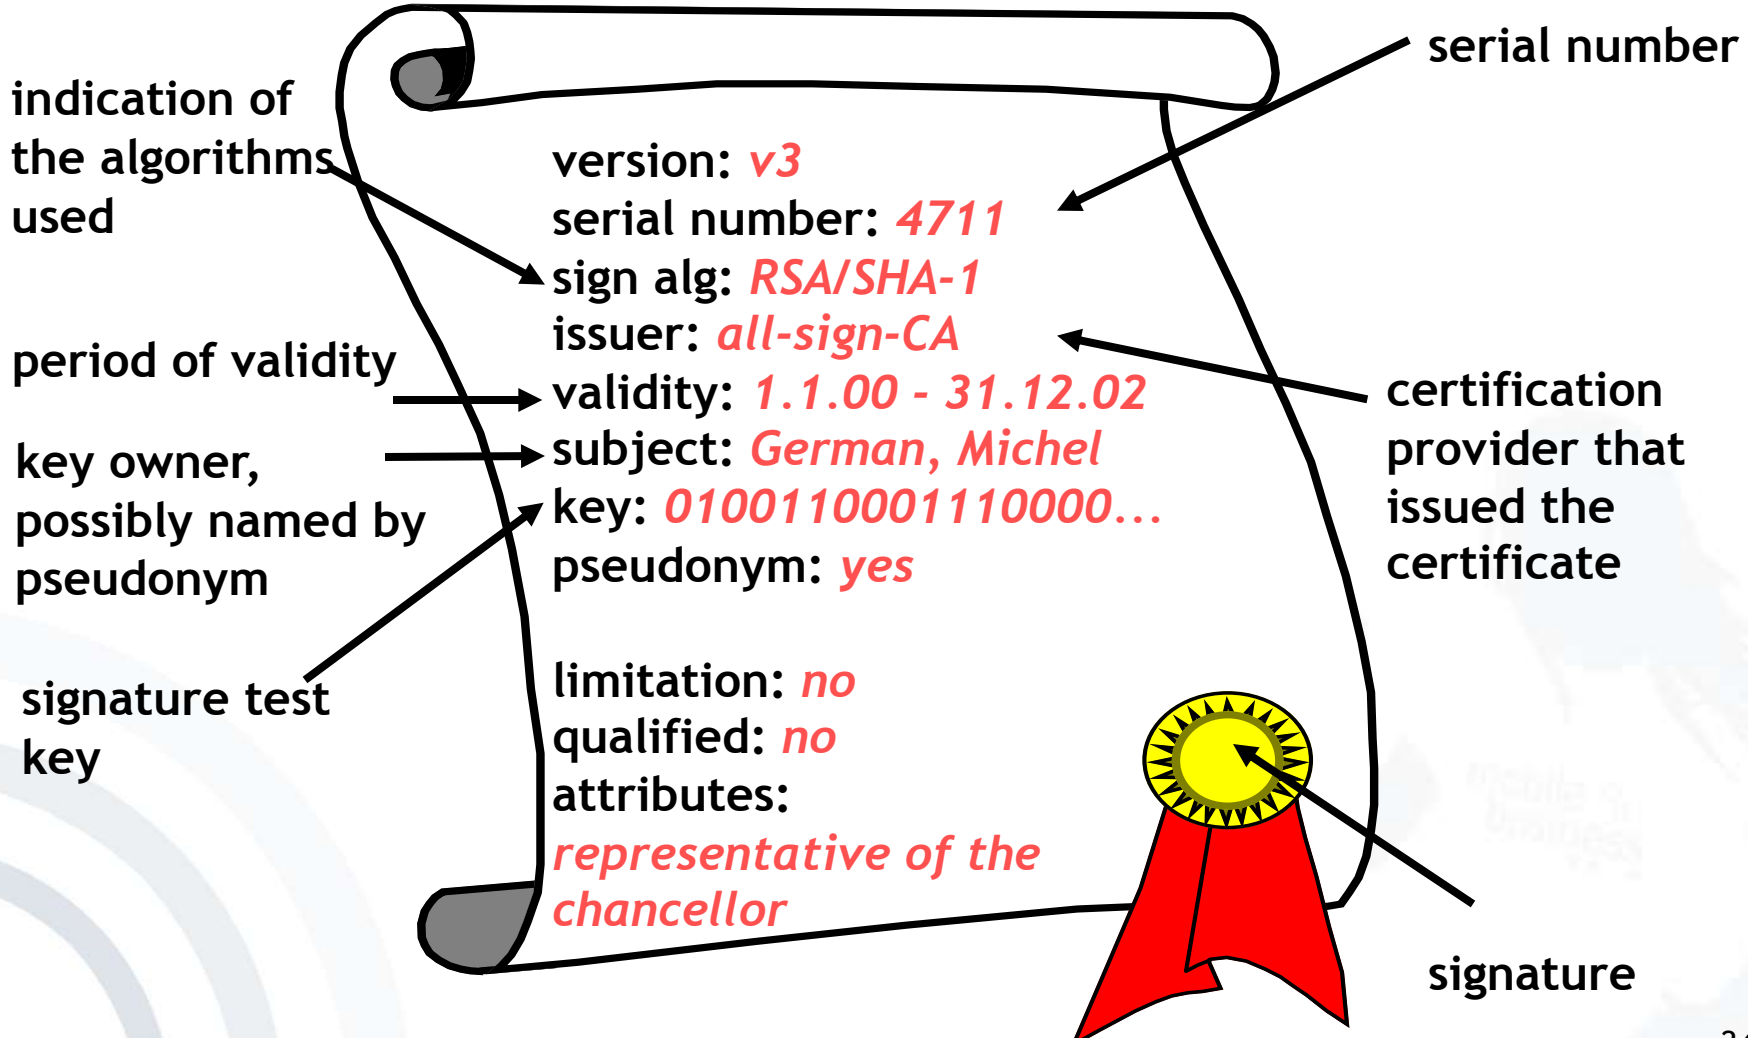 serial number
indication of
the algorithms
used
version: v3
serial number: 4711
sign alg: RSA/SHA-1
issuer: all-sign-CA
validity: 1.1.00 - 31.12.02
subject: German, Michel
key: 0100110001110000...
pseudonym: yes
limitation: no
qualified: no
attributes:
representative of the
chancellor
period of validity
key owner,
possibly named by
pseudonym
signature test
key
certification
provider that
issued the
certificate
signature